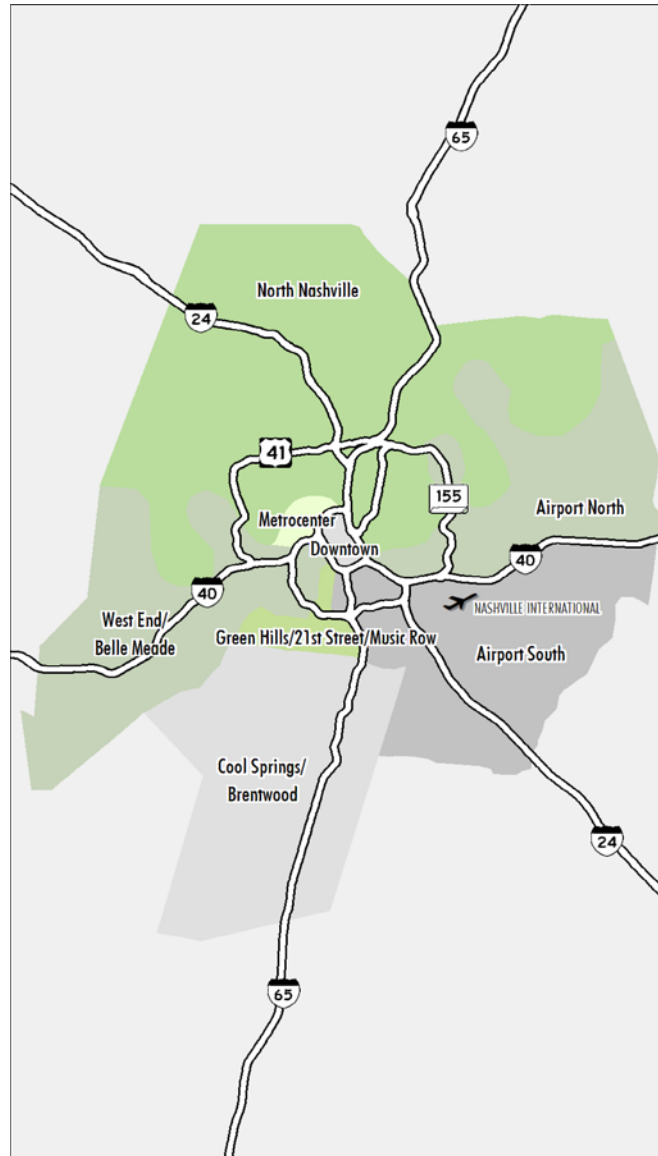 65
North Nashville
24
41
155
Metrocenter
Airport North
Downtown
40
40
NASHVILLE INTERNATIONAL
West End/
Belle Meade
Green Hills/21st Street/Music Row
Airport South
Cool Springs/
Brentwood
24
65